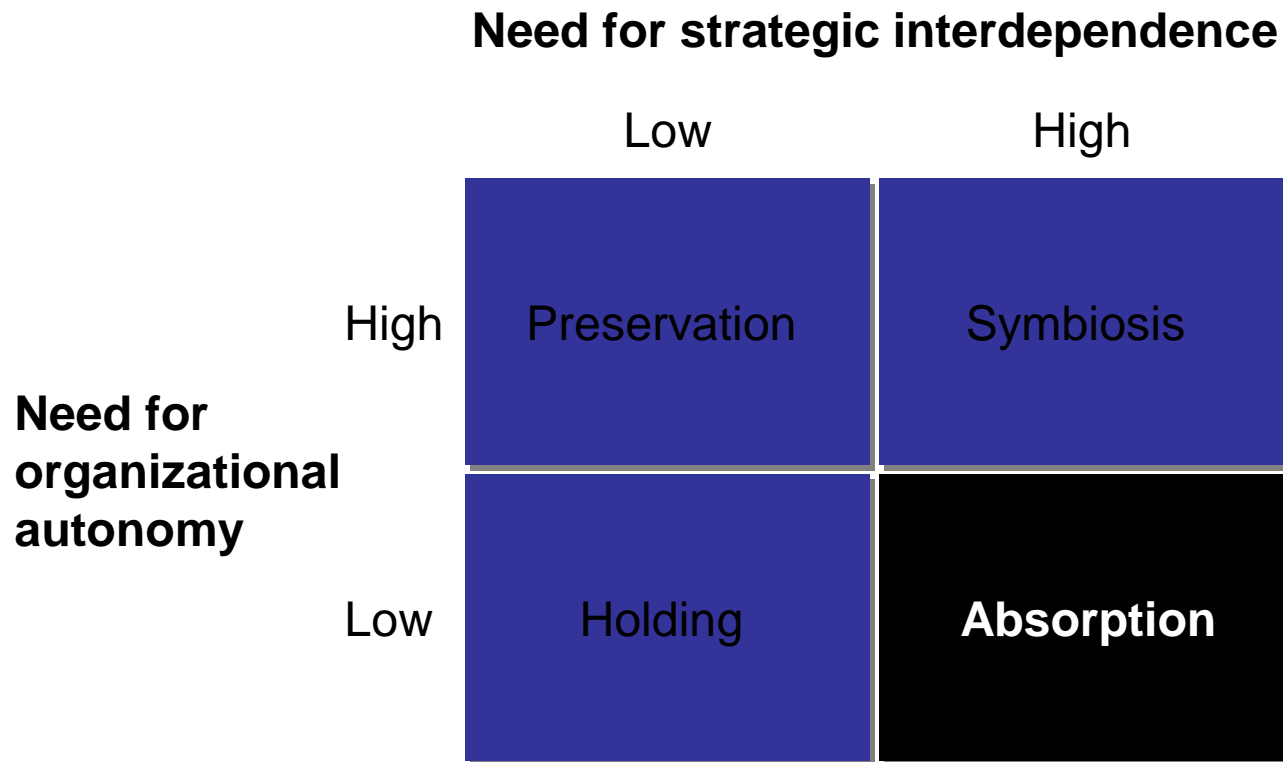 Need for strategic interdependence
Low High
High Preservation Symbiosis
Need for
organizational
autonomy
Low Holding Absorption